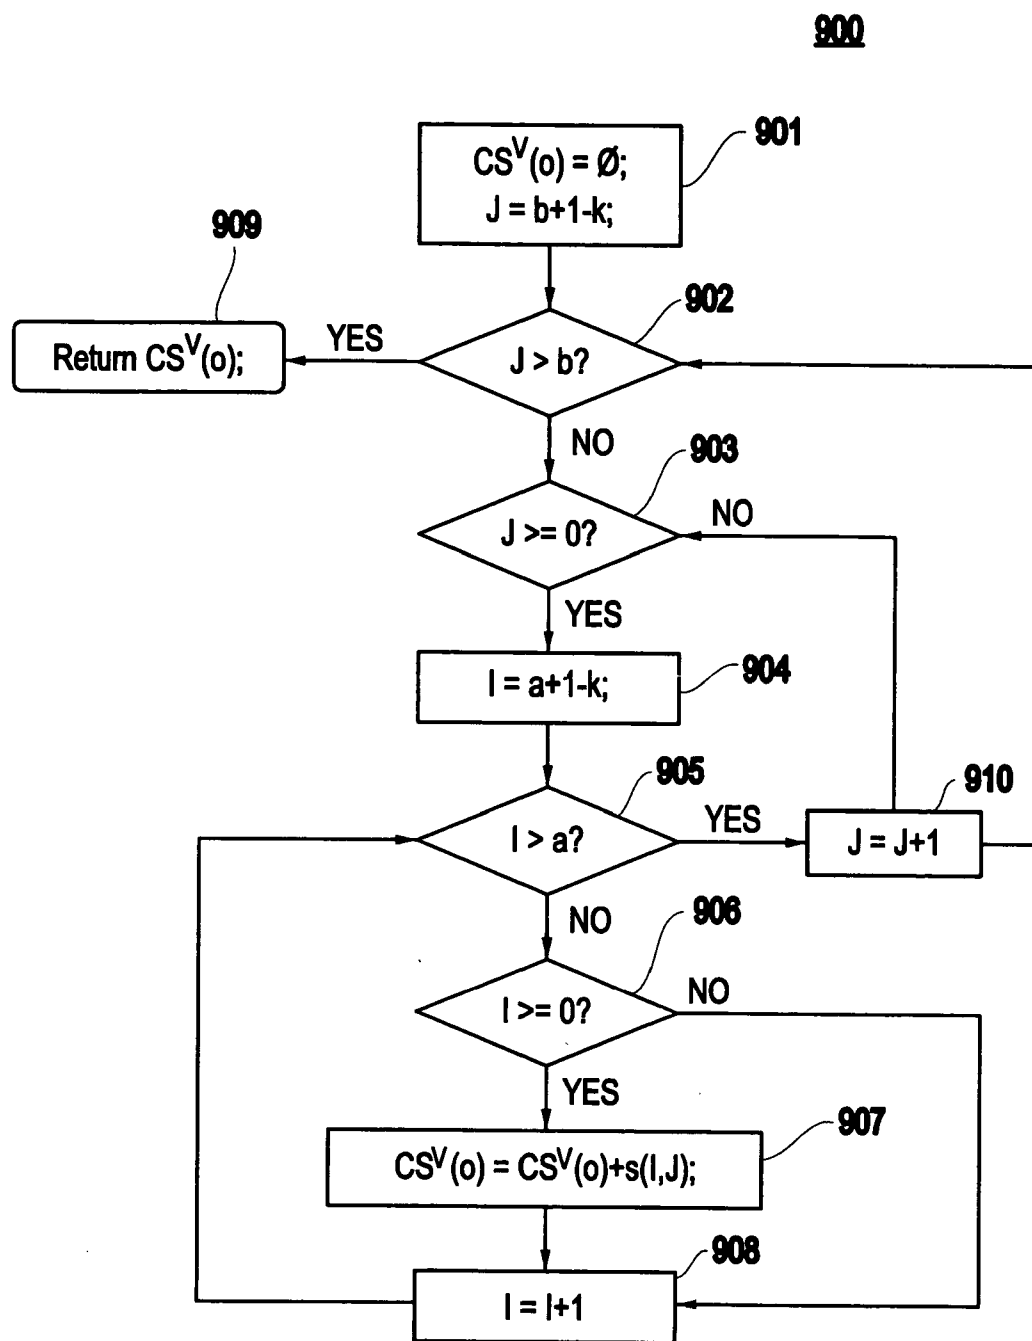 900
901
CS^V(o) = Ø;
J = b+1-k;
909
902
Return CS^V(o);
YES
J > b?
NO
903
J >= 0?
NO
YES
I = a+1-k;
904
905
I > a?
YES
910
J = J+1
NO
906
I >= 0?
NO
YES
907
CS^V(o) = CS^V(o)+s(I,J);
908
I = I+1